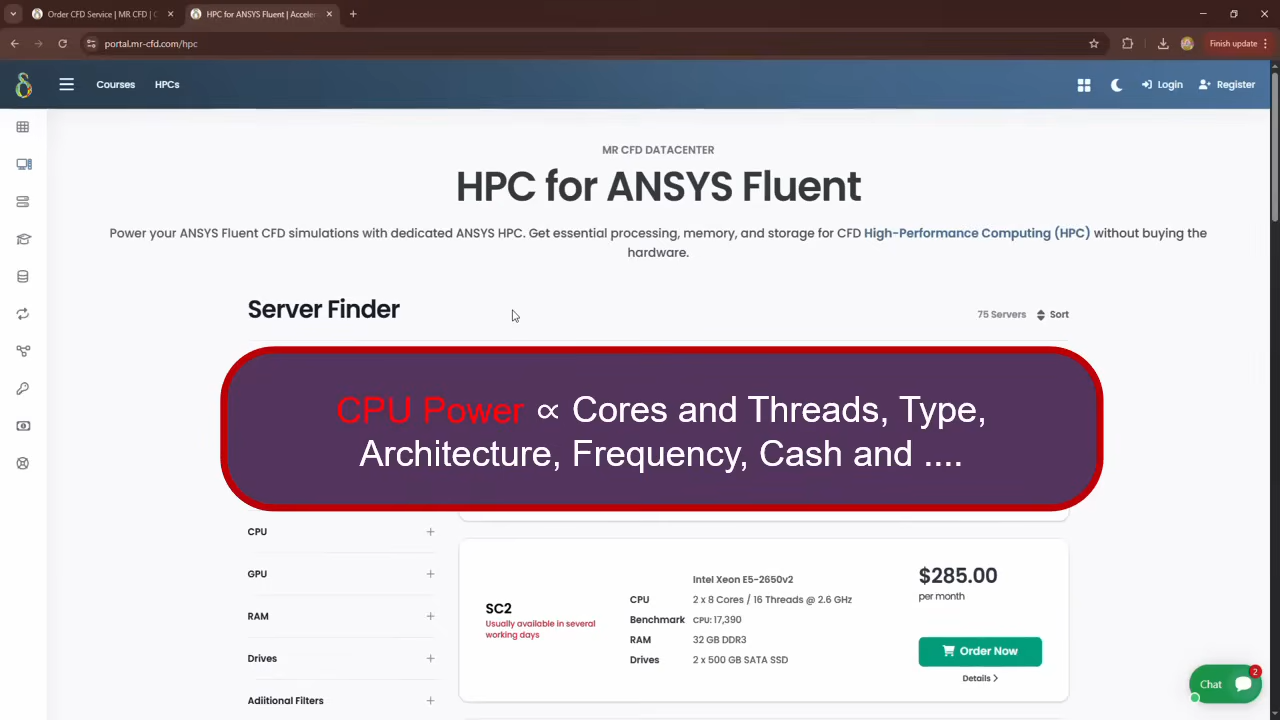 Order CFD Service | MR CFD | C
HPC for ANSYS Fluent | Acceler
portal.mr-cfd.com/hpc
Finish update
Courses
HPCs
Login
Register
MR CFD DATACENTER
HPC for ANSYS Fluent
Power your ANSYS Fluent CFD simulations with dedicated ANSYS HPC. Get essential processing, memory, and storage for CFD High-Performance Computing (HPC) without buying the
hardware.
Server Finder
75 Servers
Sort
CPU Power ∝ Cores and Threads, Type,
Architecture, Frequency, Cash and ....
CPU
GPU
RAM
Drives
Adiitional Filters
SC2
Usually available in several
working days
Intel Xeon E5-2650v2
CPU 2 x 8 Cores / 16 Threads @ 2.6 GHz
Benchmark CPU: 17,390
RAM 32 GB DDR3
Drives 2 x 500 GB SATA SSD
$285.00
per month
Order Now
Details
Chat
2